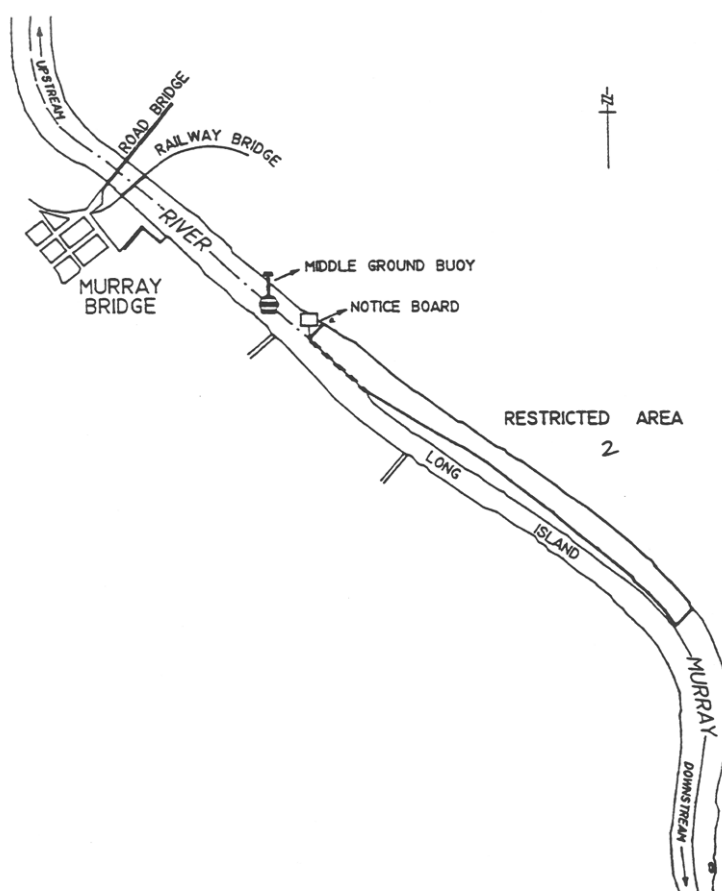 UPSTREAM
ROAD BRIDGE
RAILWAY BRIDGE
N
RIVER
MURRAY
BRIDGE
MIDDLE GROUND BUOY
NOTICE BOARD
RESTRICTED AREA
2
LONG
ISLAND
MURRAY
DOWNSTREAM